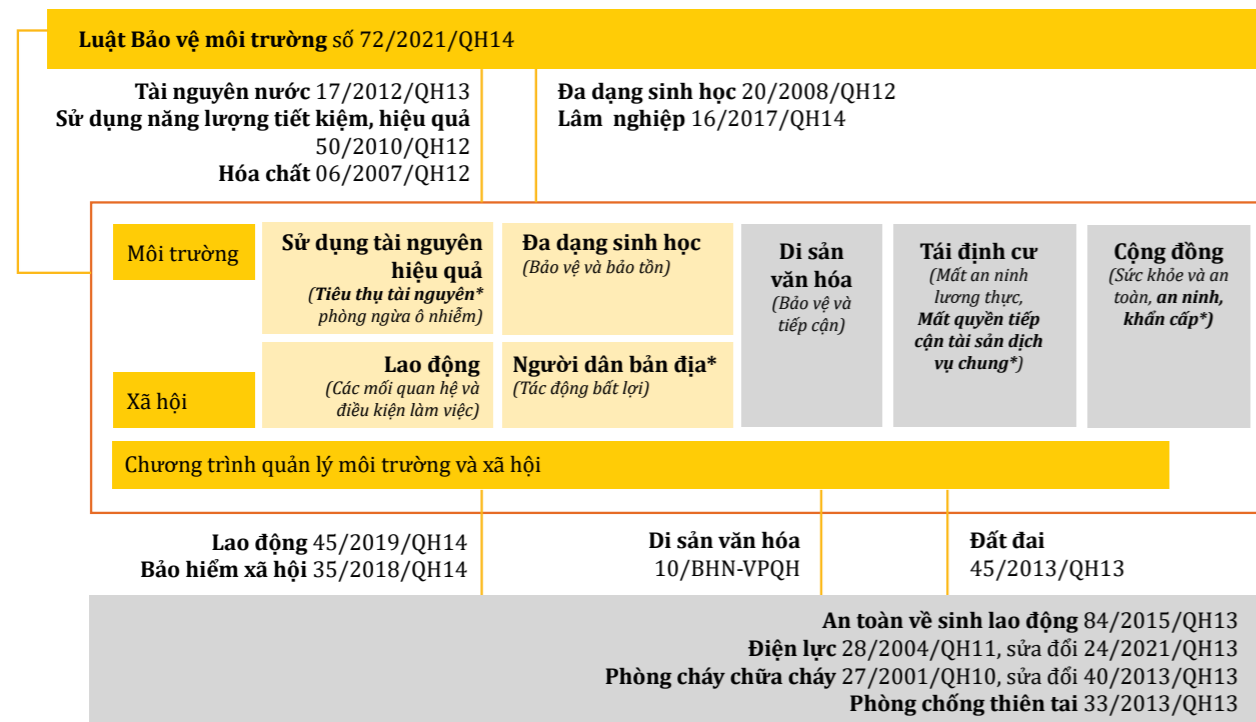 Luật Bảo vệ môi trường số 72/2021/QH14
Tài nguyên nước 17/2012/QH13
Sử dụng năng lượng tiết kiệm, hiệu quả
50/2010/QH12
Hóa chất 06/2007/QH12
Đa dạng sinh học 20/2008/QH12
Lâm nghiệp 16/2017/QH14
Môi trường
Sử dụng tài nguyên
hiệu quả
(Tiêu thụ tài nguyên*
phòng ngừa ô nhiễm)
Đa dạng sinh học
(Bảo vệ và bảo tồn)
Di sản
văn hóa
(Bảo vệ và
tiếp cận)
Tái định cư
(Mất an ninh
lương thực,
Mất quyền tiếp
cận tài sản dịch
vụ chung*)
Cộng đồng
(Sức khỏe và an
toàn, an ninh,
khẩn cấp*)
Xã hội
Lao động
(Các mối quan hệ và
điều kiện làm việc)
Người dân bản địa*
(Tác động bất lợi)
Chương trình quản lý môi trường và xã hội
Lao động 45/2019/QH14
Bảo hiểm xã hội 35/2018/QH14
Di sản văn hóa
10/BHN-VPQH
Đất đai
45/2013/QH13
An toàn về sinh lao động 84/2015/QH13
Điện lực 28/2004/QH11, sửa đổi 24/2021/QH13
Phòng cháy chữa cháy 27/2001/QH10, sửa đổi 40/2013/QH13
Phòng chống thiên tai 33/2013/QH13